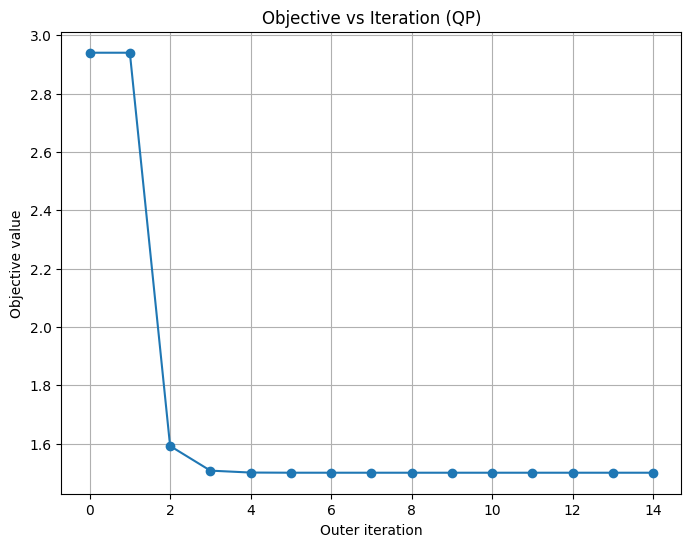 Objective vs Iteration (QP)
3.0
2.8
2.6
2.4
2.2
2.0
1.8
1.6
Objective value
0 2 4 6 8 10 12 14
Outer iteration